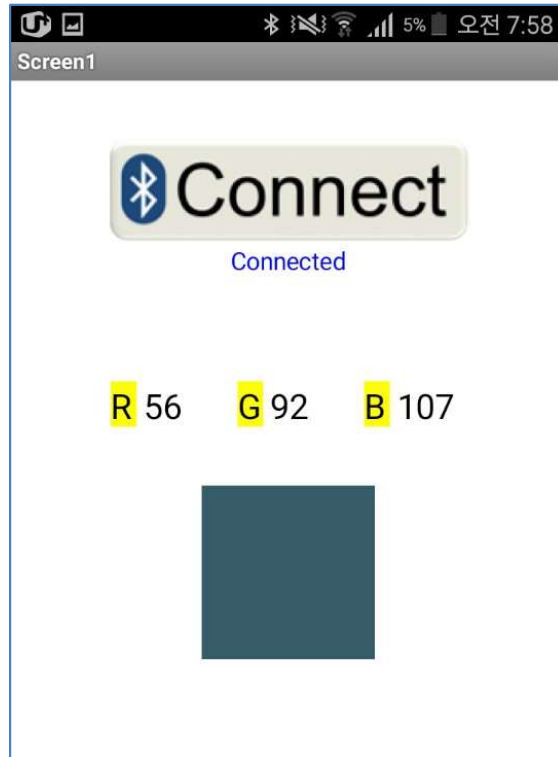 5% 오전 7:58
Screen1
Connect
Connected
R 56 G 92 B 107